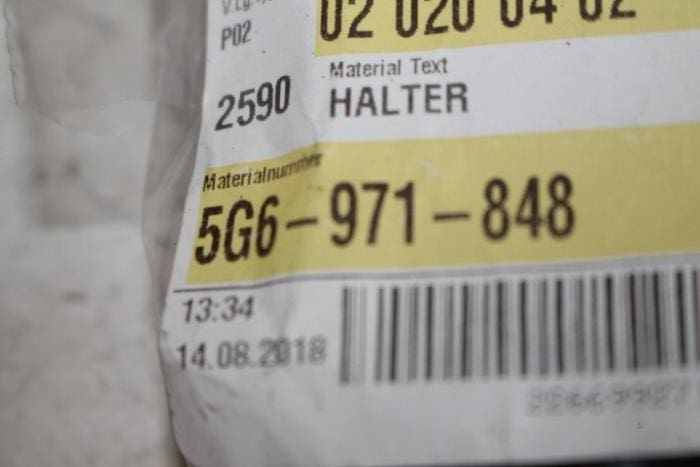 02 020 04 02
P02
Material Text
2590 HALTER
Materialnummer
5G6-971-848
13:34
14.08.2018